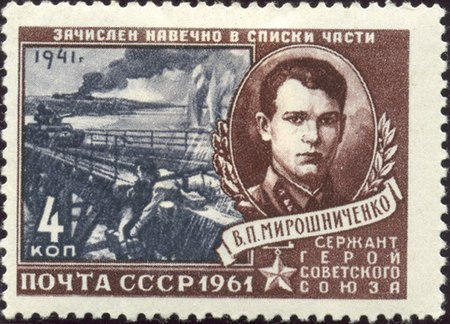 ЗАЧИСЛЕН НАВЕЧНО В СПИСКИ ЧАСТИ
1941г.
В.П.МИРОШНИЧЕНКО
4
КОП
СЕРЖАНТ
ГЕРОЙ
СОВЕТСКОГО
СОЮЗА
ПОЧТА СССР 1961